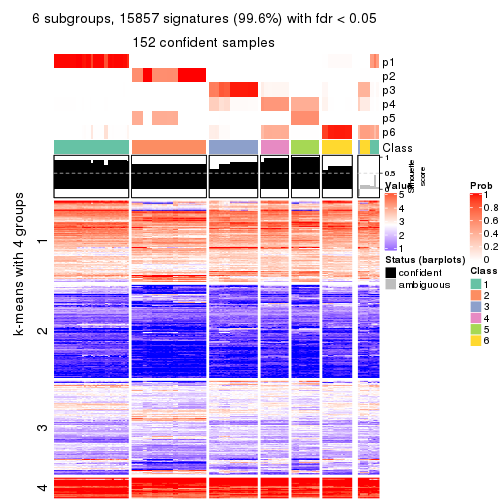 6 subgroups, 15857 signatures (99.6%) with fdr < 0.05
152 confident samples
p1
p2
p3
p4
p5
p6
Class
1
0.5
0
Silhouette
score
k-means with 4 groups
1
2
3
4
Value
5
4
3
2
1
Status (barplots)
confident
ambiguous
Prob
1
0.8
0.6
0.4
0.2
0
Class
1
2
3
4
5
6